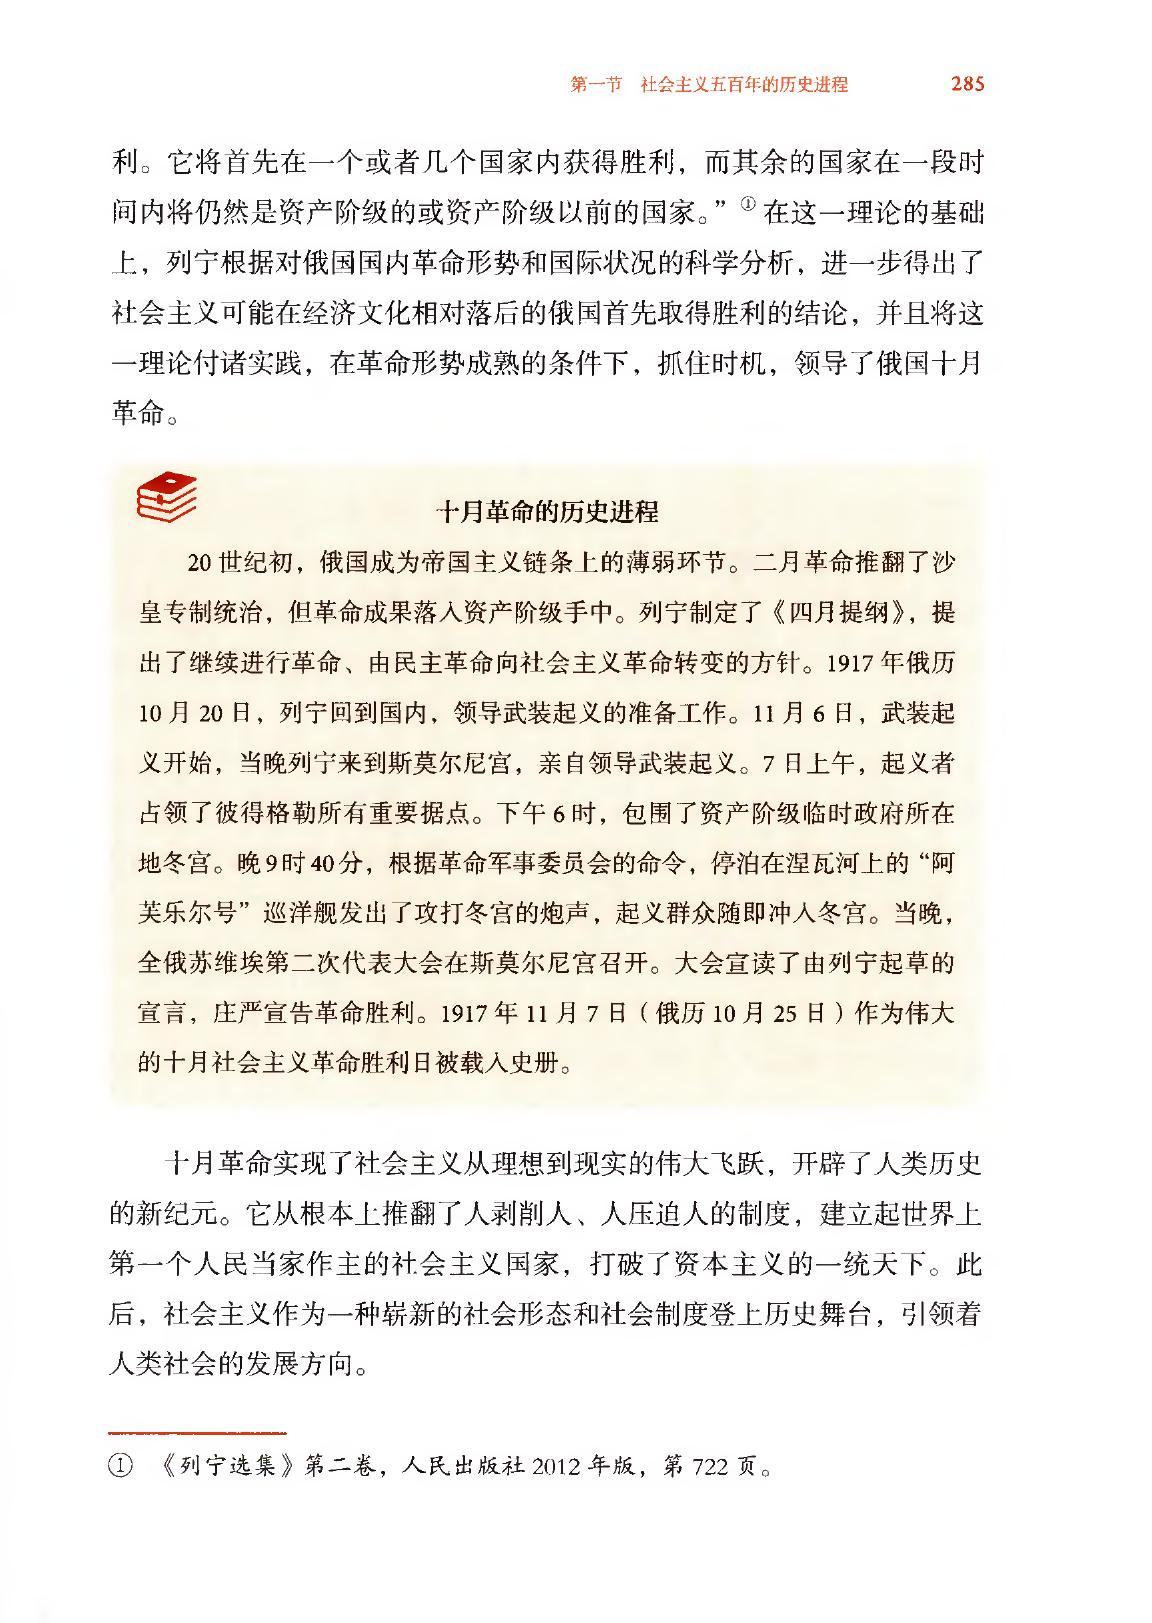 第一节 社会主义五百年的历史进程 285
利。它将首先在一个或者几个国家内获得胜利，而其余的国家在一段时
间内将仍然是资产阶级的或资产阶级以前的国家。”①在这一理论的基础
上，列宁根据对俄国国内革命形势和国际状况的科学分析，进一步得出了
社会主义可能在经济文化相对落后的俄国首先取得胜利的结论，并且将这
一理论付诸实践，在革命形势成熟的条件下，抓住时机，领导了俄国十月
革命。
十月革命的历史进程
20 世纪初，俄国成为帝国主义链条上的薄弱环节。二月革命推翻了沙
皇专制统治，但革命成果落入资产阶级手中。列宁制定了《四月提纲》，提
出了继续进行革命、由民主革命向社会主义革命转变的方针。1917 年俄历
10 月 20 日，列宁回到国内，领导武装起义的准备工作。11 月 6 日，武装起
义开始，当晚列宁来到斯莫尔尼宫，亲自领导武装起义。7 日上午，起义者
占领了彼得格勒所有重要据点。下午 6 时，包围了资产阶级临时政府所在
地冬宫。晚 9 时 40 分，根据革命军事委员会的命令，停泊在涅瓦河上的“阿
芙乐尔号”巡洋舰发出了攻打冬宫的炮声，起义群众随即冲入冬宫。当晚，
全俄苏维埃第二次代表大会在斯莫尔尼宫召开。大会宣读了由列宁起草的
宣言，庄严宣告革命胜利。1917 年 11 月 7 日（俄历 10 月 25 日）作为伟大
的十月社会主义革命胜利日被载入史册。
十月革命实现了社会主义从理想到现实的伟大飞跃，开辟了人类历史
的新纪元。它从根本上推翻了人剥削人、人压迫人的制度，建立起世界上
第一个人民当家作主的社会主义国家，打破了资本主义的一统天下。此
后，社会主义作为一种崭新的社会形态和社会制度登上历史舞台，引领着
人类社会的发展方向。
① 《列宁选集》第二卷，人民出版社 2012 年版，第 722 页。